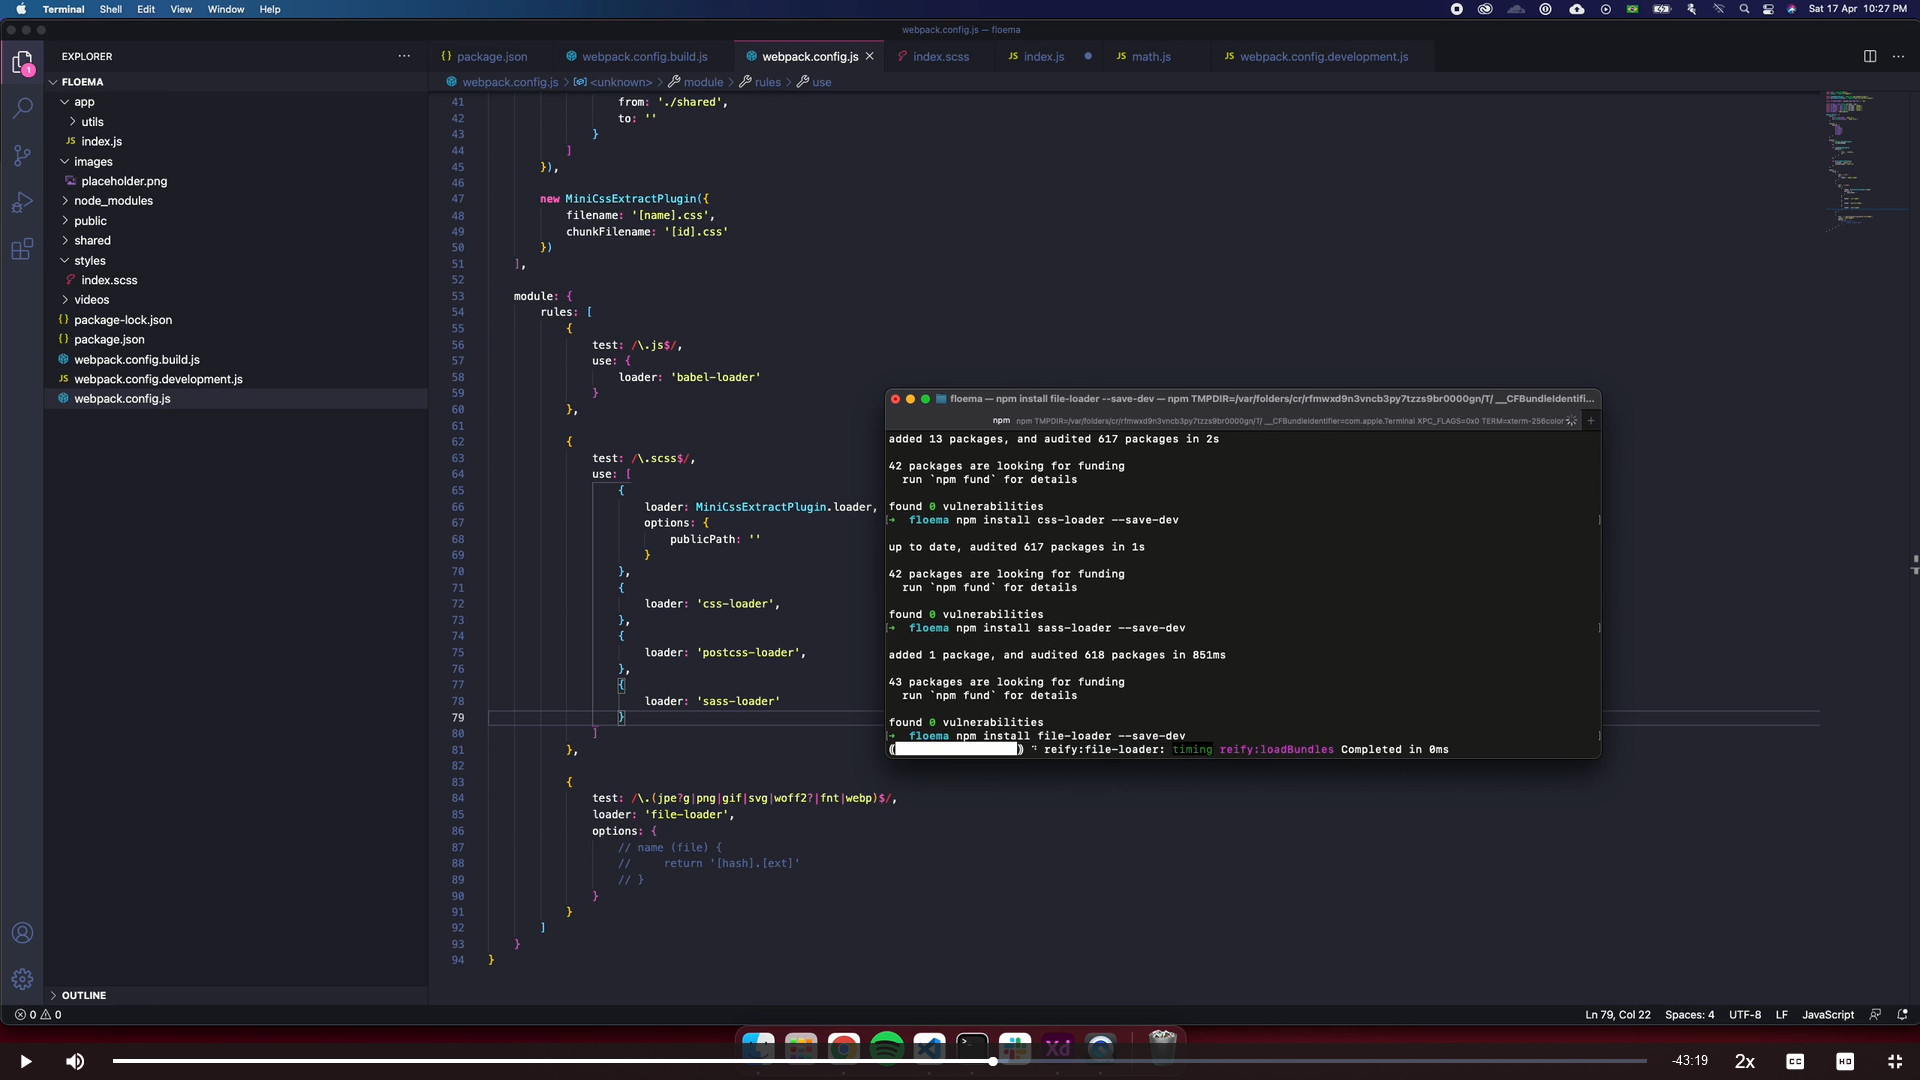 Terminal Shell Edit View Window Help
Sat 17 Apr 10:27 PM
webpack.config.js — floema
EXPLORER
package.json
webpack.config.build.js
webpack.config.js
index.scss
JS index.js
JS math.js
JS webpack.config.development.js
webpack.config.js > <unknown> > module > rules > use
1
FLOEMA
app
utils
JS index.js
images
placeholder.png
node_modules
public
shared
styles
index.scss
videos
{} package-lock.json
{} package.json
webpack.config.build.js
JS webpack.config.development.js
webpack.config.js
41 from: './shared',
42 to: ''
43 }
44 ]
45 }),
46
47 new MiniCssExtractPlugin({
48 filename: '[name].css',
49 chunkFilename: '[id].css'
50 })
51 ],
52
53 module: {
54 rules: [
55 {
56 test: /\.js$/,
57 use: {
58 loader: 'babel-loader'
59 }
60 },
61
62 {
63 test: /\.scss$/,
64 use: [
65 {
66 loader: MiniCssExtractPlugin.loader,
67 options: {
68 publicPath: ''
69 }
70 },
71 {
72 loader: 'css-loader',
73 },
74 {
75 loader: 'postcss-loader',
76 },
77 {
78 loader: 'sass-loader'
79 }
80 ]
81 },
82
83 {
84 test: /\.(jpe?g|png|gif|svg|woff2?|fnt|webp)$/,
85 loader: 'file-loader',
86 options: {
87 // name (file) {
88 // return '[hash].[ext]'
89 // }
90 }
91 }
92 ]
93 }
94 }
floema — npm install file-loader --save-dev — npm TMPDIR=/var/folders/cr/rfmwxd9n3vncb3py7tzzs9br0000gn/T/ __CFBundleIdentifi...
npm npm TMPDIR=/var/folders/cr/rfmwxd9n3vncb3py7tzzs9br0000gn/T/ __CFBundleIdentifier=com.apple.Terminal XPC_FLAGS=0x0 TERM=xterm-256color
added 13 packages, and audited 617 packages in 2s
42 packages are looking for funding
run `npm fund` for details
found 0 vulnerabilities
floema npm install css-loader --save-dev
up to date, audited 617 packages in 1s
42 packages are looking for funding
run `npm fund` for details
found 0 vulnerabilities
floema npm install sass-loader --save-dev
added 1 package, and audited 618 packages in 851ms
43 packages are looking for funding
run `npm fund` for details
found 0 vulnerabilities
floema npm install file-loader --save-dev
reify:file-loader: timing reify:loadBundles Completed in 0ms
OUTLINE
0 0
Ln 79, Col 22 Spaces: 4 UTF-8 LF JavaScript
Xd
-43:19 2x CC HD